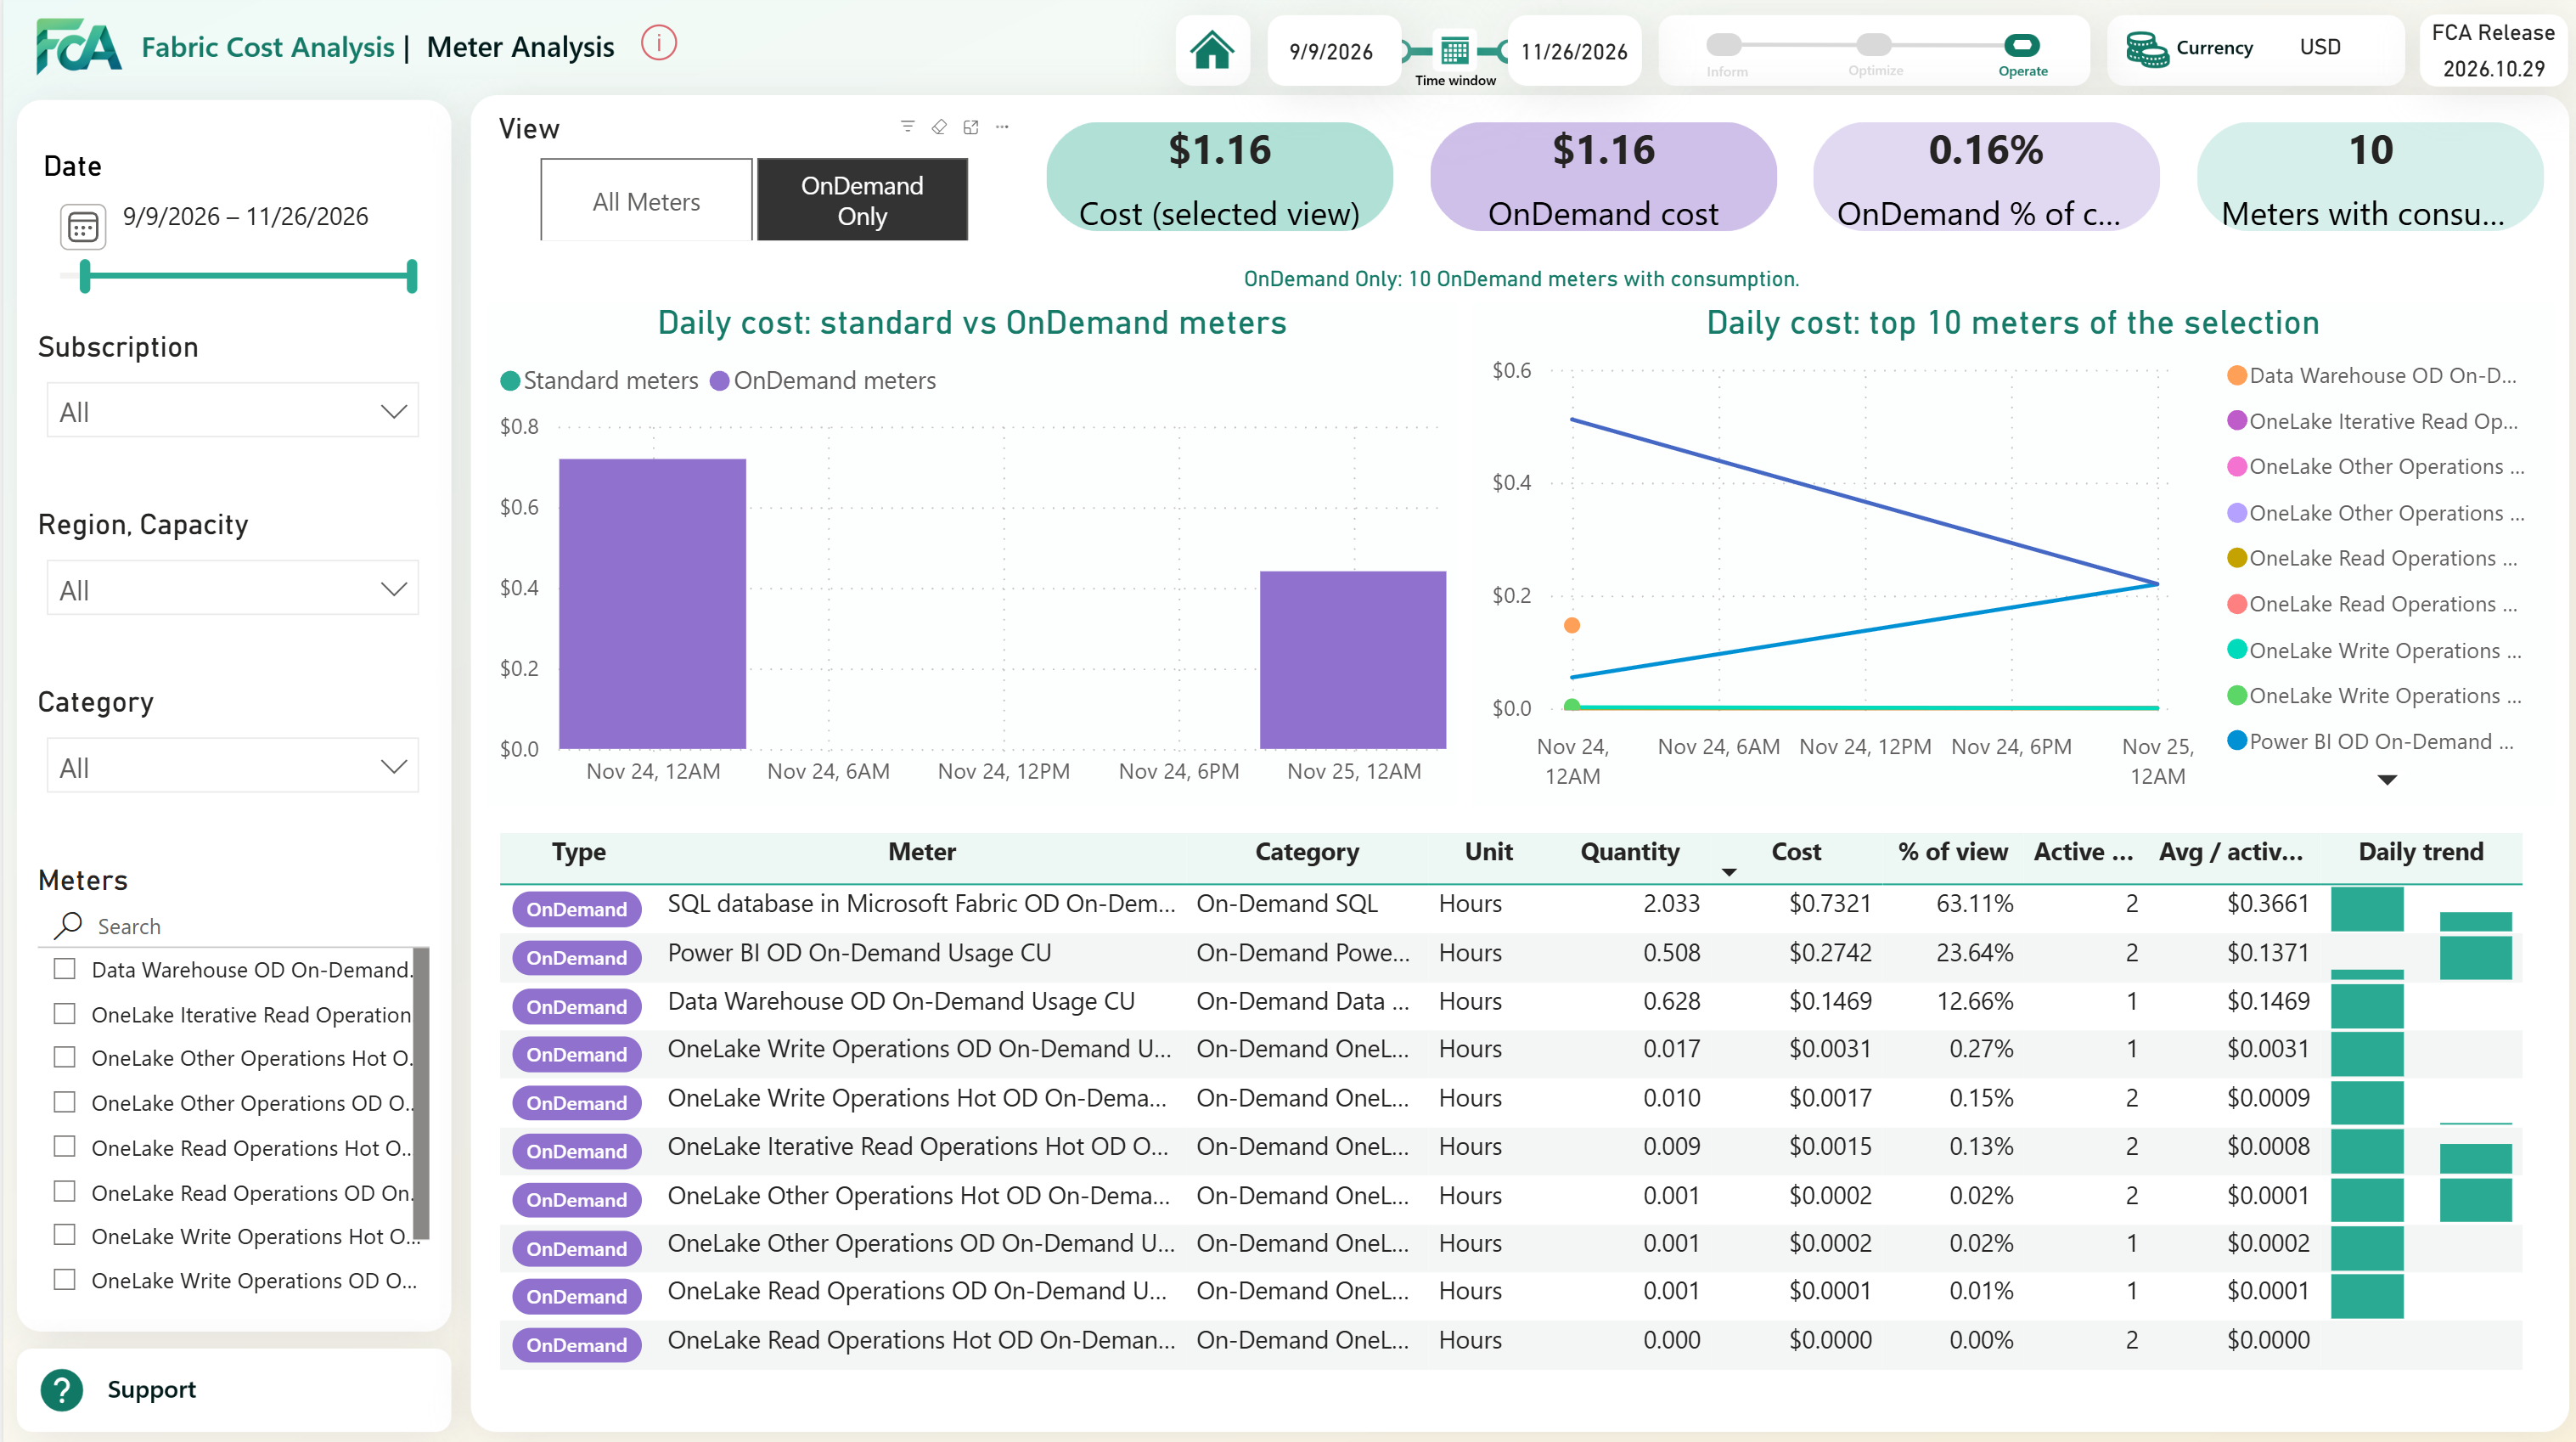 FCA Fabric Cost Analysis | Meter Analysis
9/9/2026
Time window
11/26/2026
Inform
Optimize
Operate
Currency USD
FCA Release
2026.10.29
Date
9/9/2026 – 11/26/2026
Subscription
All
Region, Capacity
All
Category
All
Meters
Search
Data Warehouse OD On-Demand.
OneLake Iterative Read Operation
OneLake Other Operations Hot O.
OneLake Other Operations OD O..
OneLake Read Operations Hot O..
OneLake Read Operations OD On.
OneLake Write Operations Hot O...
OneLake Write Operations OD O...
? Support
View
All Meters
OnDemand
Only
$1.16
Cost (selected view)
$1.16
OnDemand cost
0.16%
OnDemand % of c...
10
Meters with consu...
OnDemand Only: 10 OnDemand meters with consumption.
Daily cost: standard vs OnDemand meters
Standard meters OnDemand meters
$0.8
$0.6
$0.4
$0.2
$0.0
Nov 24, 12AM Nov 24, 6AM Nov 24, 12PM Nov 24, 6PM Nov 25, 12AM
Daily cost: top 10 meters of the selection
$0.6
$0.4
$0.2
$0.0
Nov 24,
12AM
Nov 24, 6AM
Nov 24, 12PM
Nov 24, 6PM
Nov 25,
12AM
Data Warehouse OD On-D...
OneLake Iterative Read Op...
OneLake Other Operations ...
OneLake Other Operations ...
OneLake Read Operations ...
OneLake Read Operations ...
OneLake Write Operations ...
OneLake Write Operations ...
Power BI OD On-Demand ...
Type Meter Category Unit Quantity Cost % of view Active ... Avg / activ... Daily trend
OnDemand SQL database in Microsoft Fabric OD On-Dem... On-Demand SQL Hours 2.033 $0.7321 63.11% 2 $0.3661
OnDemand Power BI OD On-Demand Usage CU On-Demand Powe... Hours 0.508 $0.2742 23.64% 2 $0.1371
OnDemand Data Warehouse OD On-Demand Usage CU On-Demand Data ... Hours 0.628 $0.1469 12.66% 1 $0.1469
OnDemand OneLake Write Operations OD On-Demand U... On-Demand OneL... Hours 0.017 $0.0031 0.27% 1 $0.0031
OnDemand OneLake Write Operations Hot OD On-Dema... On-Demand OneL... Hours 0.010 $0.0017 0.15% 2 $0.0009
OnDemand OneLake Iterative Read Operations Hot OD O... On-Demand OneL... Hours 0.009 $0.0015 0.13% 2 $0.0008
OnDemand OneLake Other Operations Hot OD On-Dema... On-Demand OneL... Hours 0.001 $0.0002 0.02% 2 $0.0001
OnDemand OneLake Other Operations OD On-Demand U... On-Demand OneL... Hours 0.001 $0.0002 0.02% 1 $0.0002
OnDemand OneLake Read Operations OD On-Demand U... On-Demand OneL... Hours 0.001 $0.0001 0.01% 1 $0.0001
OnDemand OneLake Read Operations Hot OD On-Deman... On-Demand OneL... Hours 0.000 $0.0000 0.00% 2 $0.0000